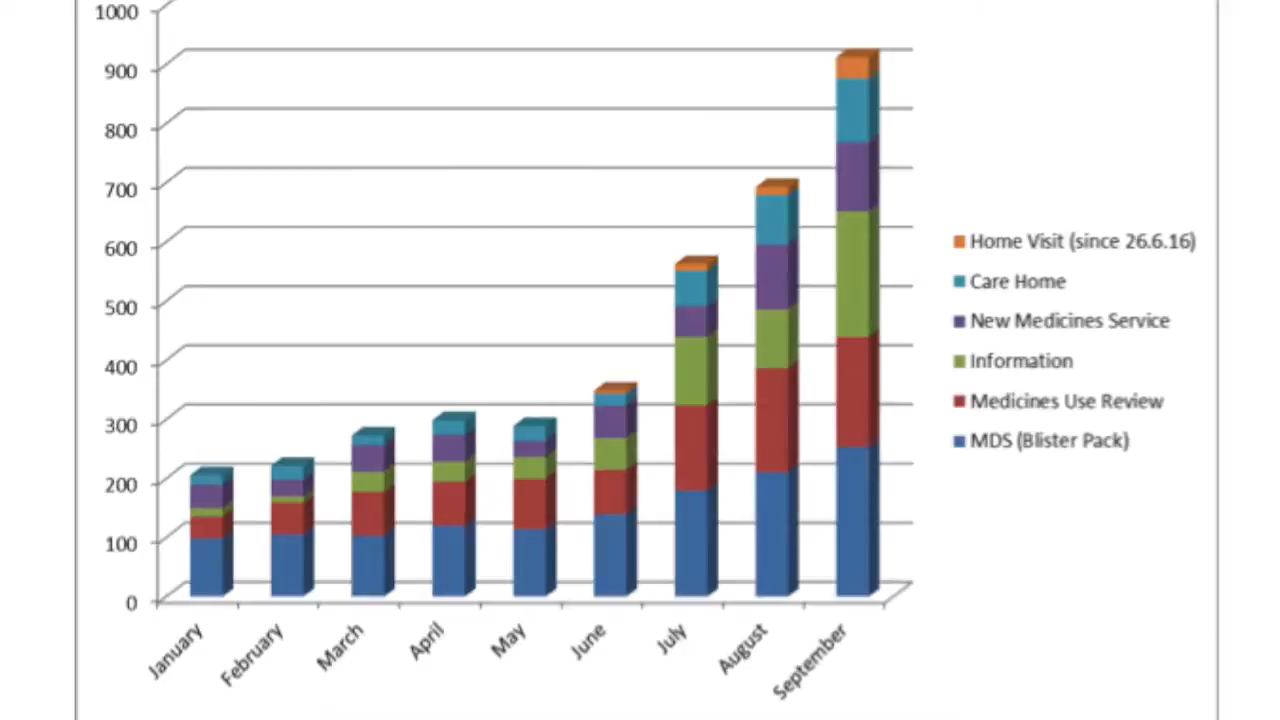 1000
900
800
700
600
500
400
300
200
100
0
January
February
March
April
May
June
July
August
September
Home Visit (since 26.6.16)
Care Home
New Medicines Service
Information
Medicines Use Review
MDS (Blister Pack)